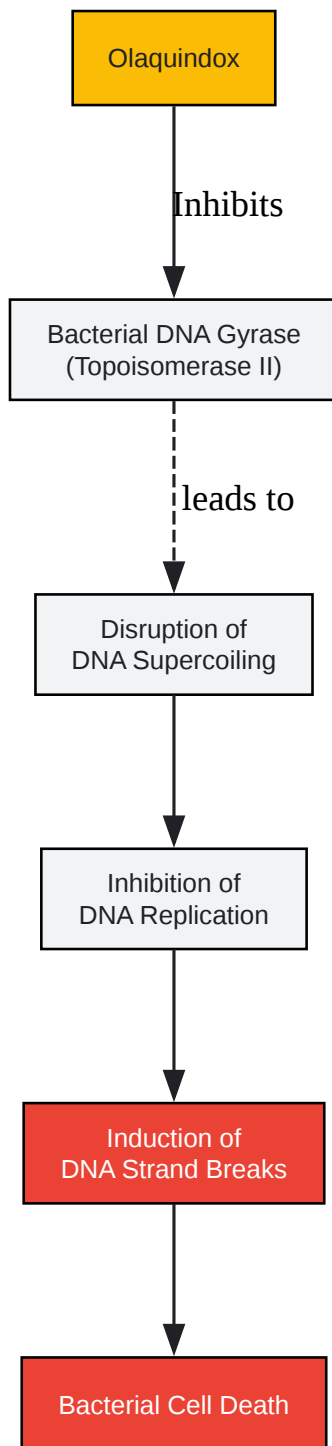 Olaquindox
Inhibits
Bacterial DNA Gyrase
(Topoisomerase II)
leads to
Disruption of
DNA Supercoiling
Inhibition of
DNA Replication
Induction of
DNA Strand Breaks
Bacterial Cell Death